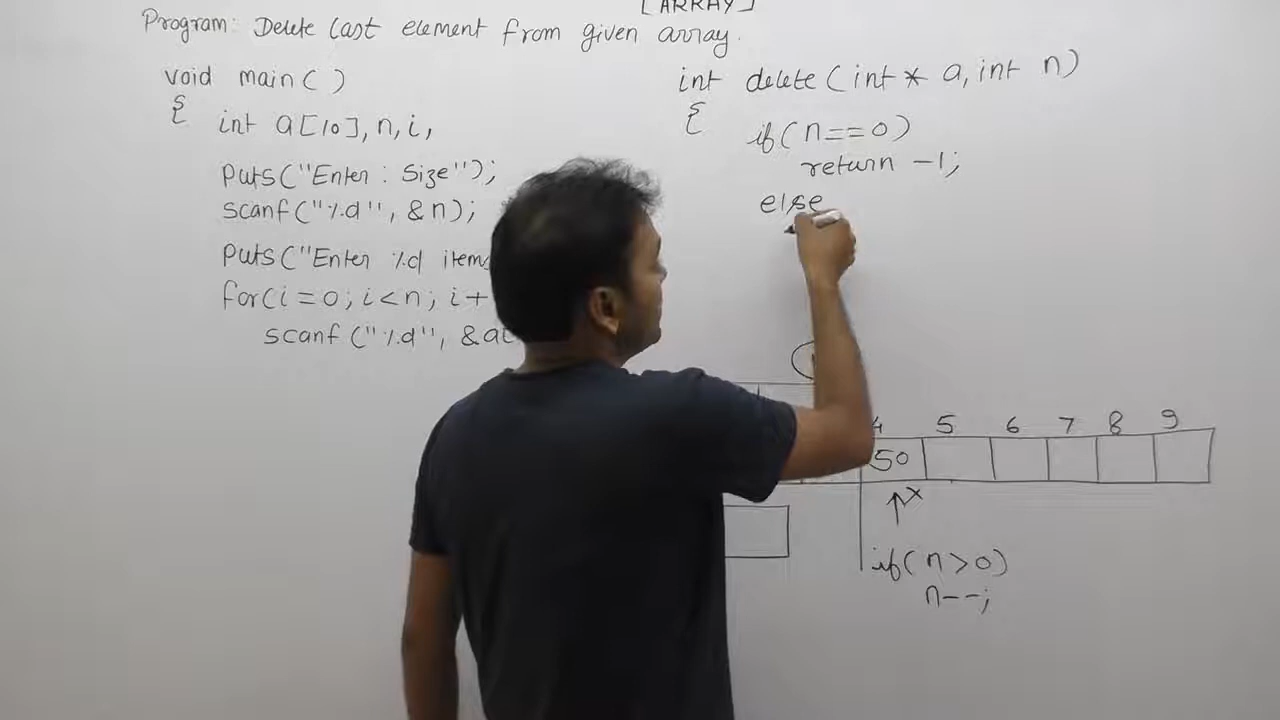 [ARRAY]
Program: Delete last element from given array.
void main( )
{
int a[10], n, i,
puts("Enter : Size");
scanf("%d", &n);
puts("Enter %d items
for(i=0; i<n; i+
scanf("%d", &a[
int delete(int* a, int n)
{
if(n==0)
return -1;
else
4 5 6 7 8 9
50
x
if(n>0)
n--;